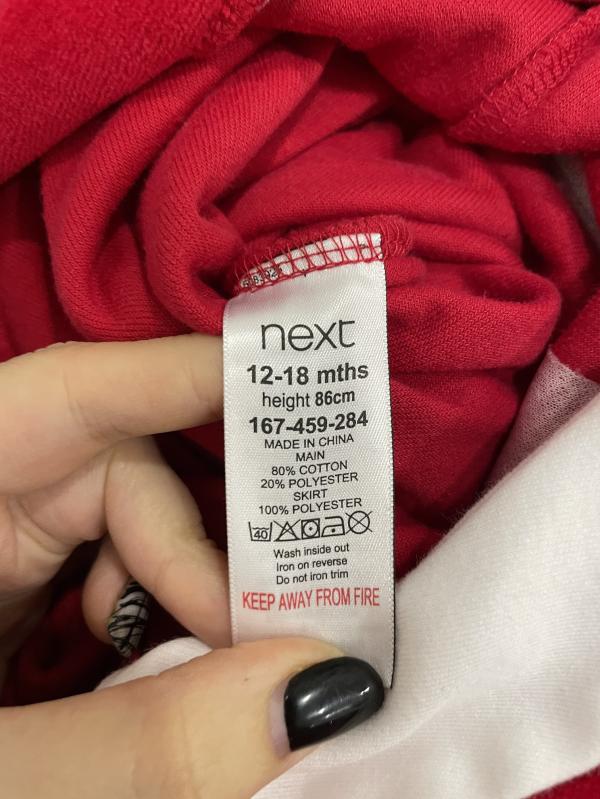 next
12-18 mths
height 86cm
167-459-284
MADE IN CHINA
MAIN
80% COTTON
20% POLYESTER
SKIRT
100% POLYESTER
40
Wash inside out
Iron on reverse
Do not iron trim
KEEP AWAY FROM FIRE